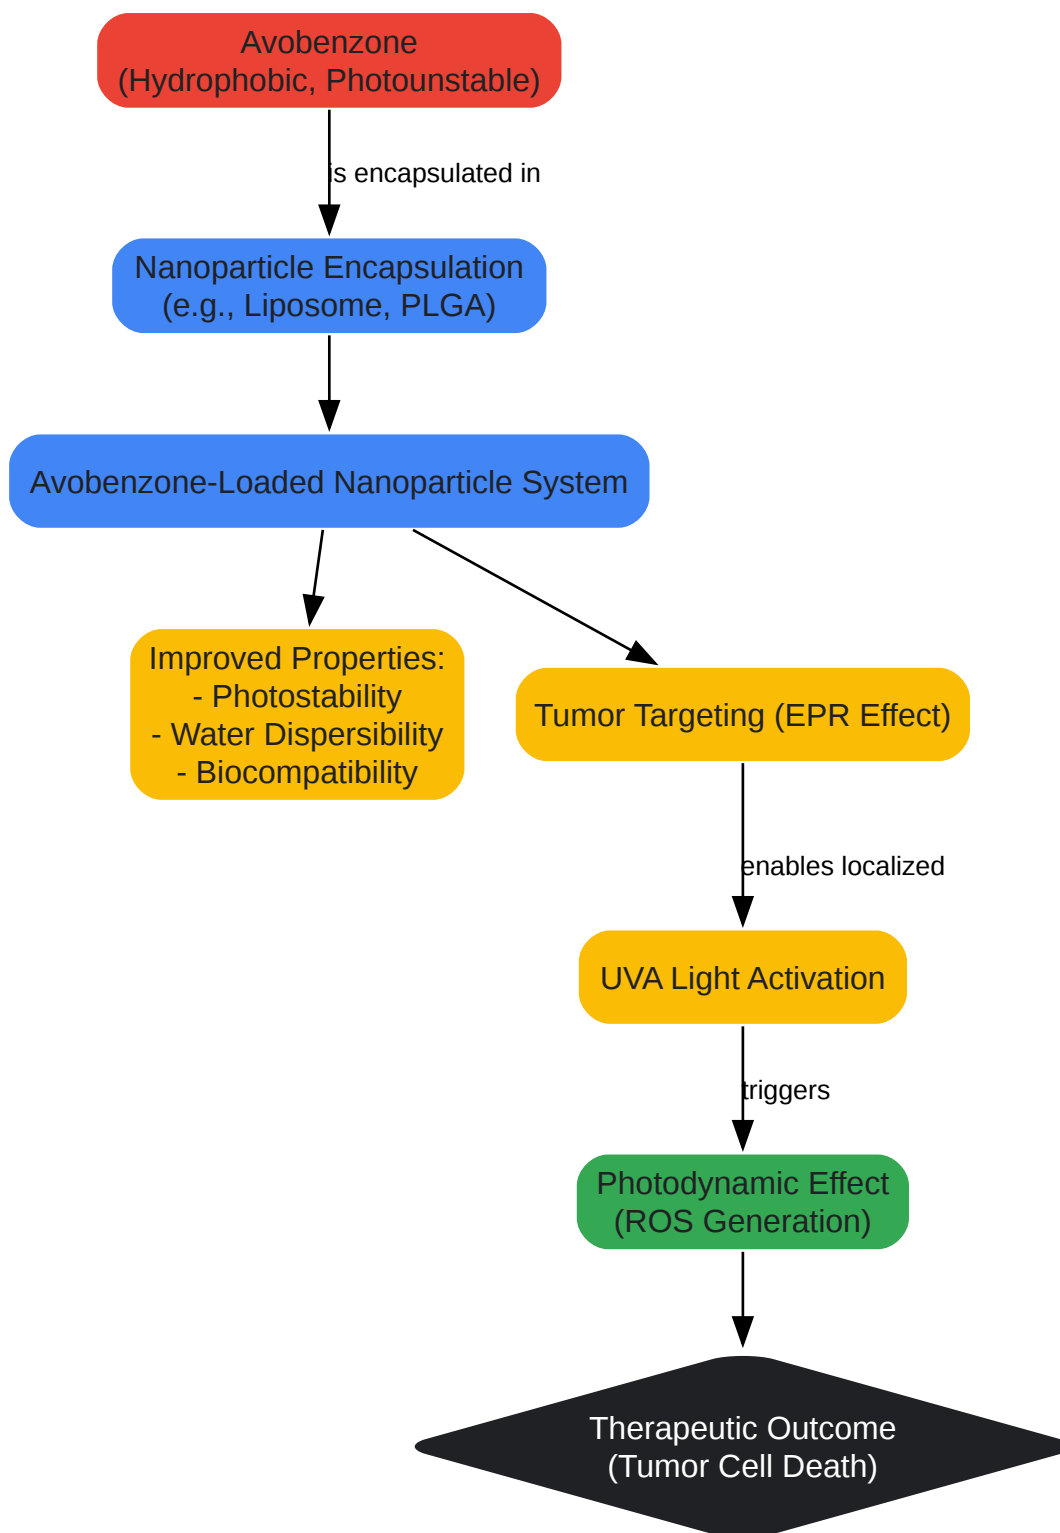 Avobenzone
(Hydrophobic, Photounstable)
is encapsulated in
Nanoparticle Encapsulation
(e.g., Liposome, PLGA)
Avobenzone-Loaded Nanoparticle System
Improved Properties:
- Photostability
- Water Dispersibility
- Biocompatibility
Tumor Targeting (EPR Effect)
enables localized
UVA Light Activation
triggers
Photodynamic Effect
(ROS Generation)
Therapeutic Outcome
(Tumor Cell Death)